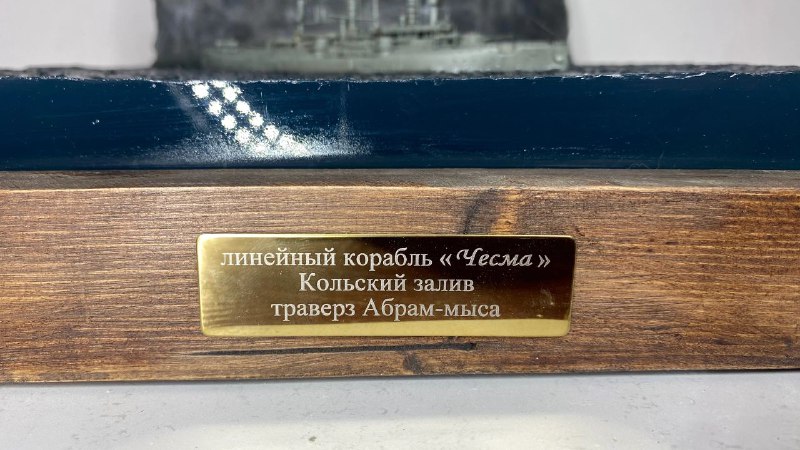 линейный корабль «Чесма»
Кольский залив
траверз Абрам-мыса